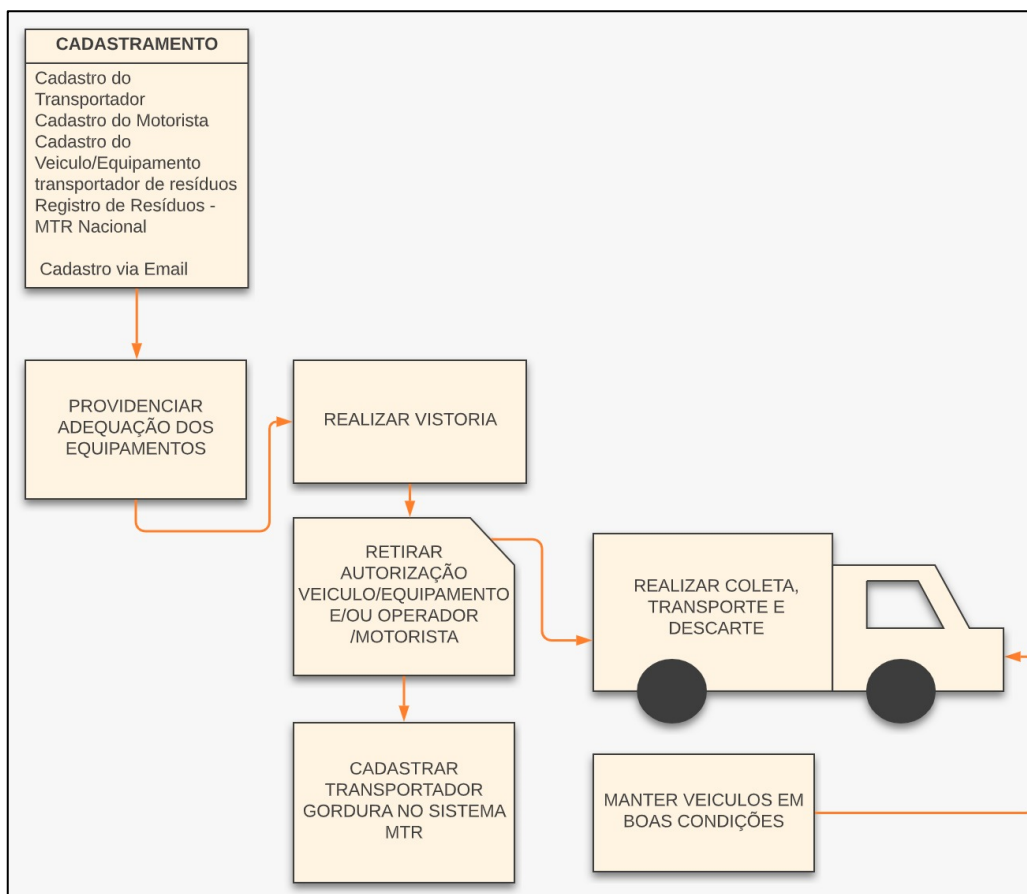 CADASTRAMENTO
Cadastro do
Transportador
Cadastro do Motorista
Cadastro do
Veiculo/Equipamento
transportador de resíduos
Registro de Resíduos -
MTR Nacional
Cadastro via Email
PROVIDENCIAR
ADEQUAÇÃO DOS
EQUIPAMENTOS
REALIZAR VISTORIA
RETIRAR
AUTORIZAÇÃO
VEICULO/EQUIPAMENTO
E/OU OPERADOR
/MOTORISTA
REALIZAR COLETA,
TRANSPORTE E
DESCARTE
CADASTRAR
TRANSPORTADOR
GORDURA NO SISTEMA
MTR
MANTER VEICULOS EM
BOAS CONDIÇÕES